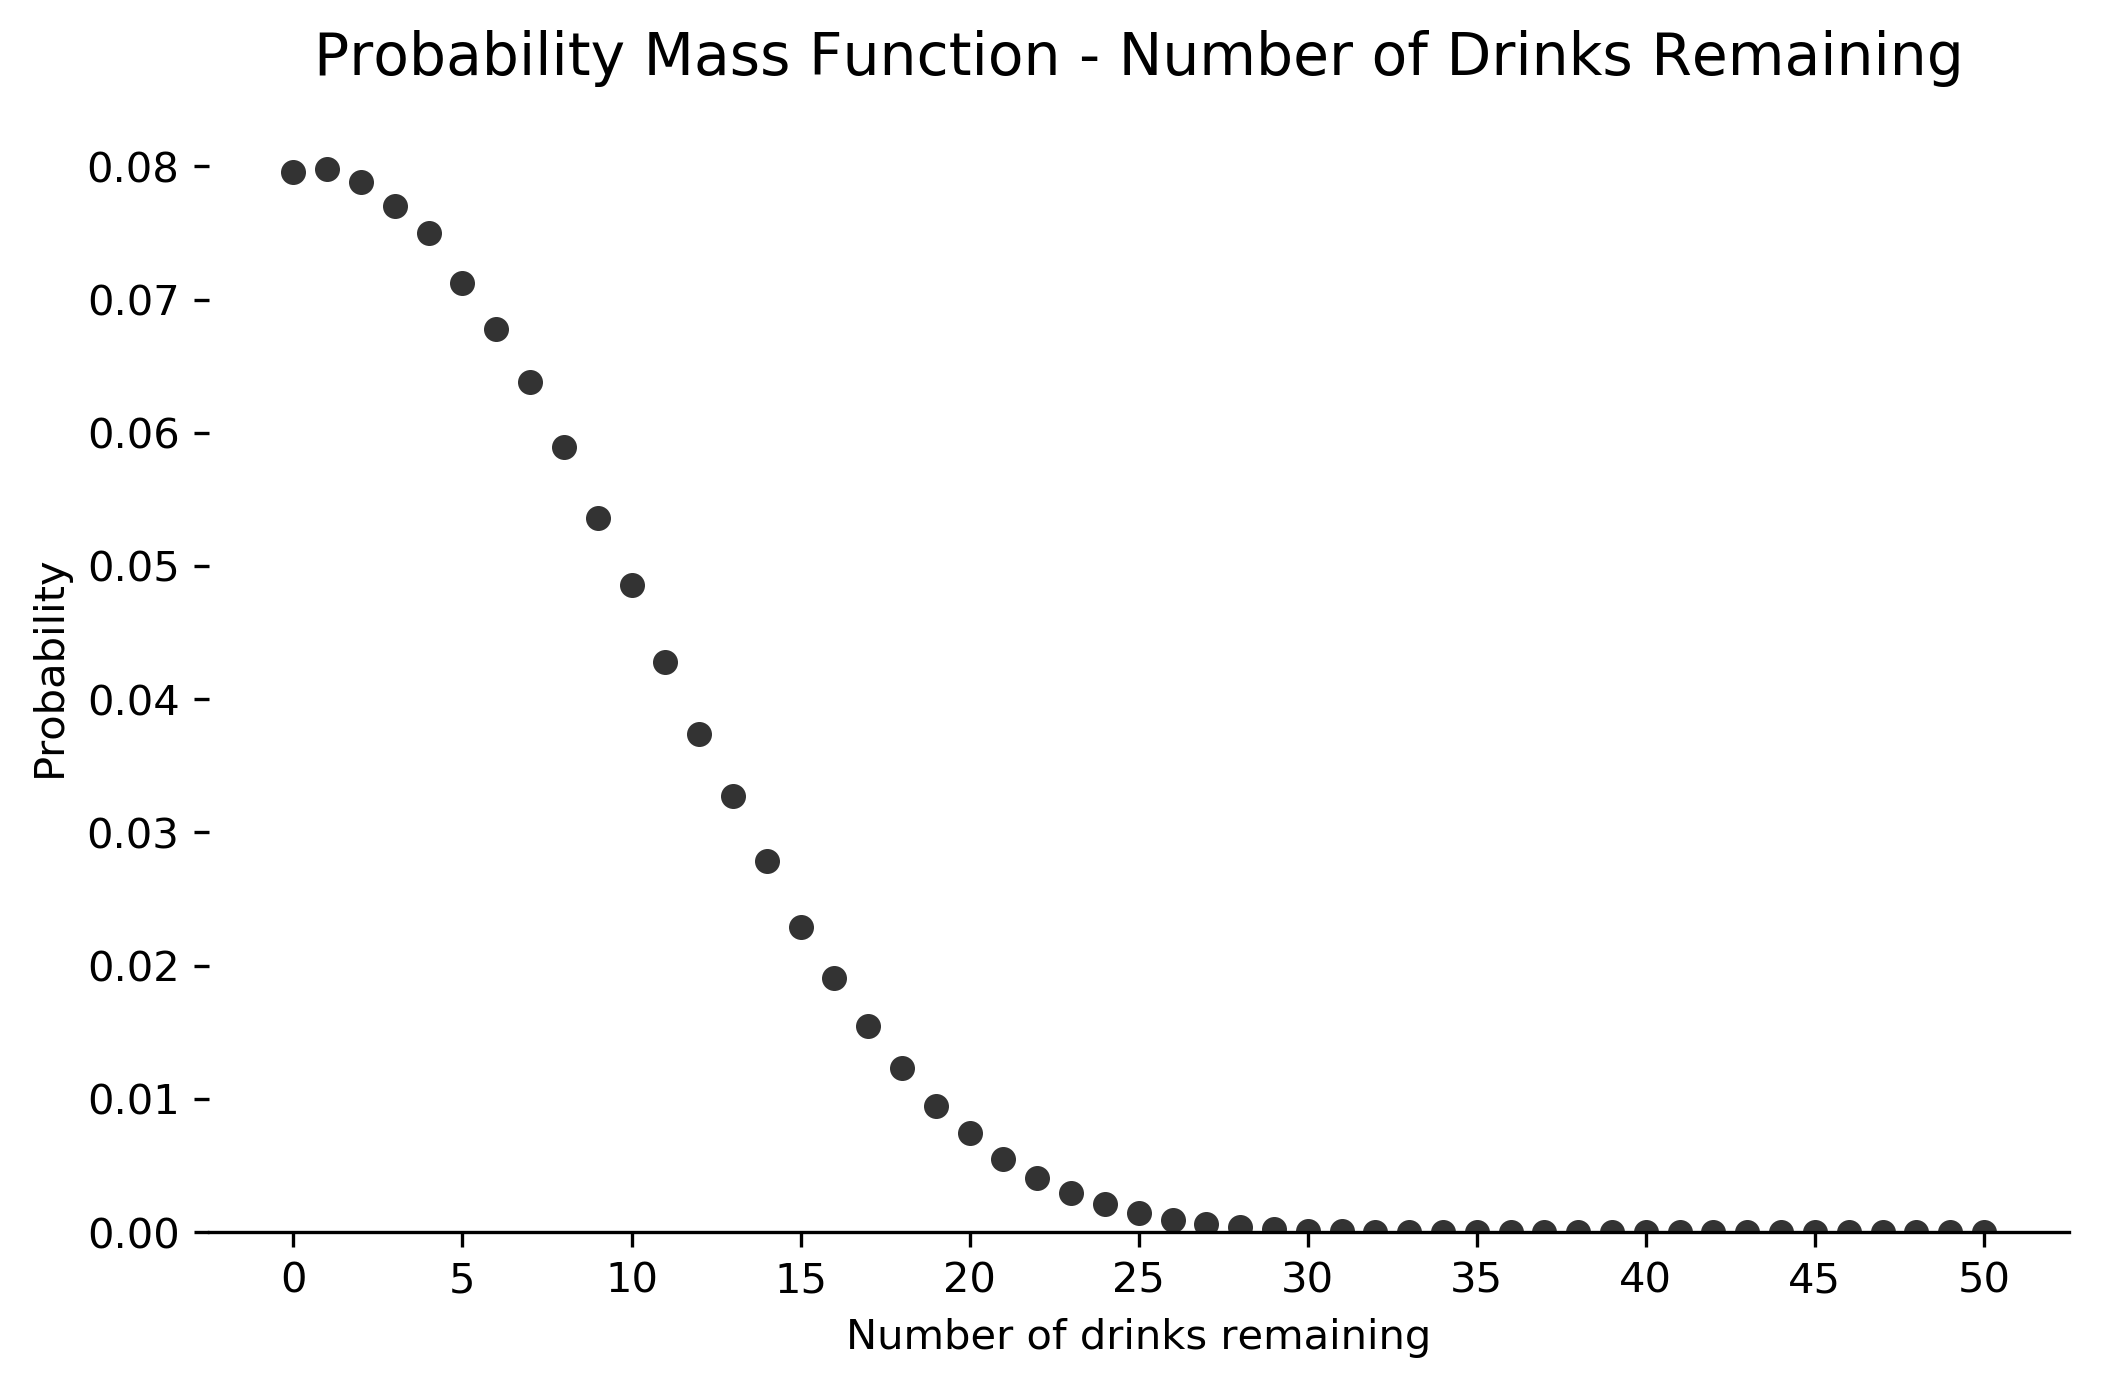 Probability Mass Function - Number of Drinks Remaining
0.08
0.07
0.06
0.05
0.04
0.03
0.02
0.01
0.00
Probability
0 5 10 15 20 25 30 35 40 45 50
Number of drinks remaining